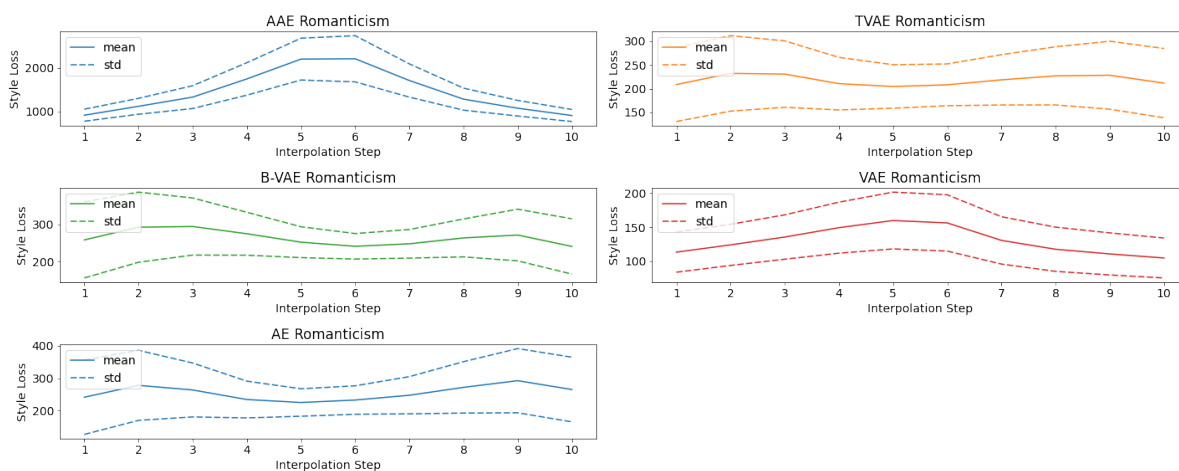 AAE Romanticism
mean
std
Style Loss
2000
1000
1 2 3 4 5 6 7 8 9 10
Interpolation Step
TVAE Romanticism
mean
std
Style Loss
300
250
200
150
1 2 3 4 5 6 7 8 9 10
Interpolation Step
B-VAE Romanticism
mean
std
Style Loss
300
200
1 2 3 4 5 6 7 8 9 10
Interpolation Step
VAE Romanticism
mean
std
Style Loss
200
150
100
1 2 3 4 5 6 7 8 9 10
Interpolation Step
AE Romanticism
mean
std
Style Loss
400
300
200
1 2 3 4 5 6 7 8 9 10
Interpolation Step